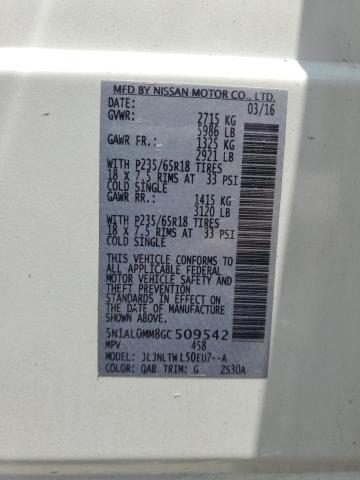 MFD BY NISSAN MOTOR CO., LTD.
DATE: 03/16
GVWR: 2715 KG
5986 LB
GAWR FR.: 1325 KG
2921 LB
WITH P235/65R18 TIRES
18 X 7.5 RIMS AT 33 PSI
COLD SINGLE
GAWR RR.: 1415 KG
3120 LB
WITH P235/65R18 TIRES
18 X 7.5 RIMS AT 33 PSI
COLD SINGLE
THIS VEHICLE CONFORMS TO
ALL APPLICABLE FEDERAL
MOTOR VEHICLE SAFETY
AND THEFT PREVENTION
STANDARDS IN EFFECT ON
THE DATE OF MANUFACTURE
SHOWN ABOVE.
5N1AL0MM8GC509542
MPV 458
MODEL: JLJNLTWL50EU7--A
COLOR: QAB TRIM: G ZS30A